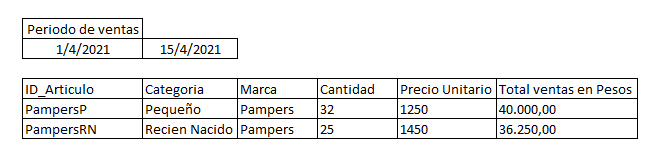 Periodo de ventas
1/4/2021 15/4/2021
ID_Articulo Categoria Marca Cantidad Precio Unitario Total ventas en Pesos
PampersP Pequeño Pampers 32 1250 40.000,00
PampersRN Recien Nacido Pampers 25 1450 36.250,00